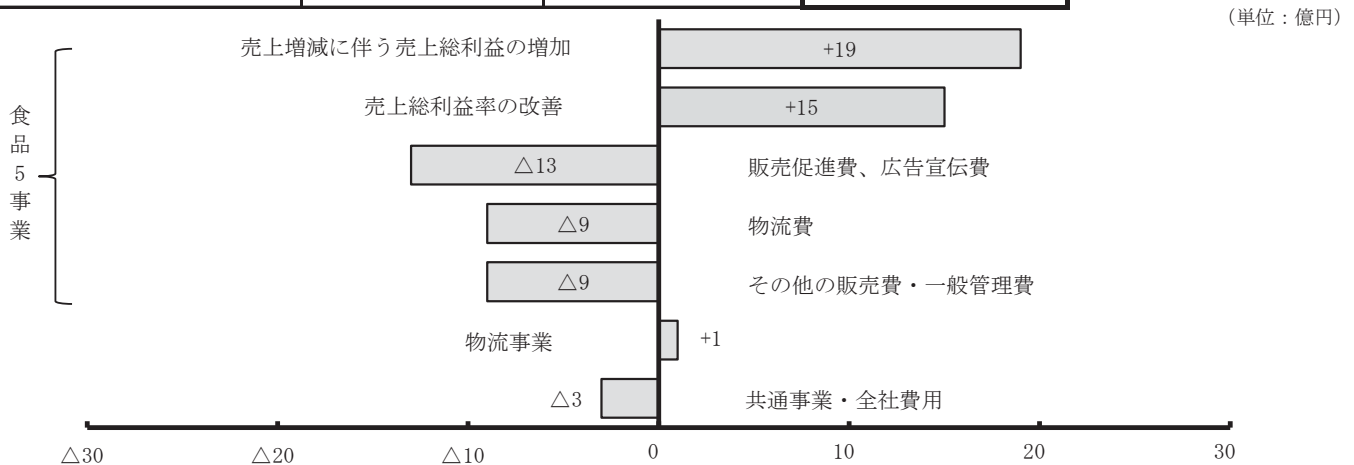 (単位:億円)
売上増減に伴う売上総利益の増加
+19
売上総利益率の改善
+15
△13
販売促進費、広告宣伝費
△9
物流費
△9
その他の販売費・一般管理費
食品5事業
物流事業
+1
△3
共通事業・全社費用
△30
△20
△10
0
10
20
30